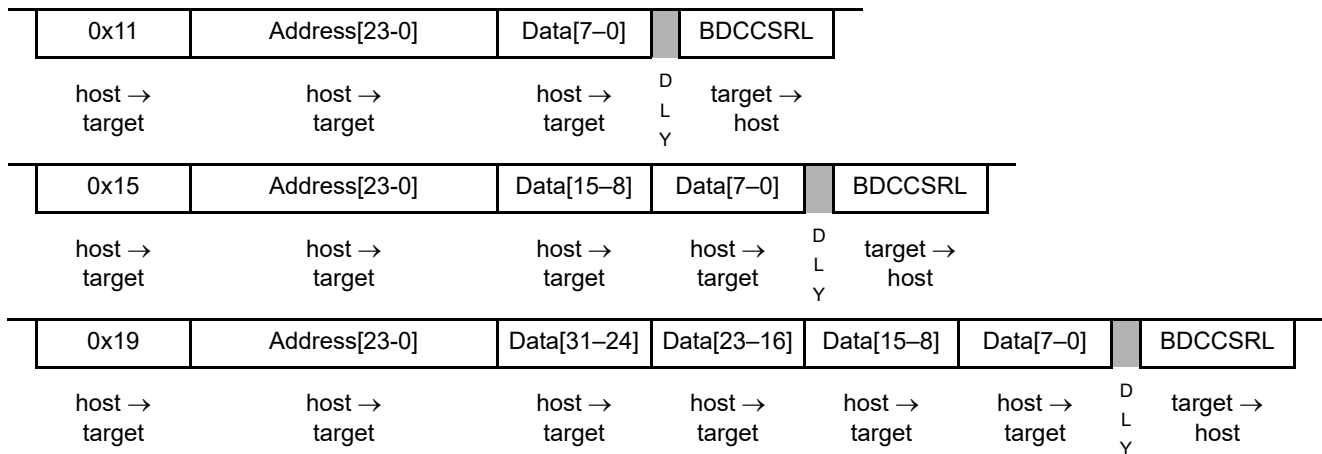 0x11 Address[23-0] Data[7–0] BDCCSRL
host → host → host → D target →
target target target L host
Y
0x15 Address[23-0] Data[15–8] Data[7–0] BDCCSRL
host → host → host → host → D target →
target target target target L host
Y
0x19 Address[23-0] Data[31–24] Data[23–16] Data[15–8] Data[7–0] BDCCSRL
host → host → host → host → host → host → D target →
target target target target target target L host
Y